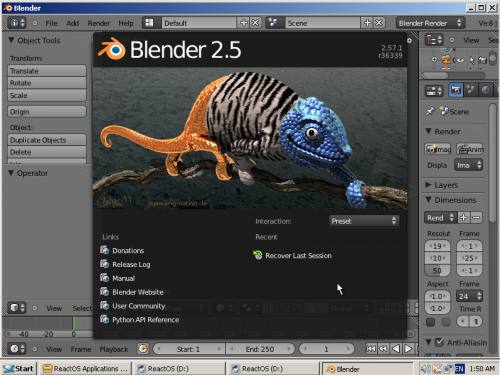 Blender
File Add Render Help Default Scene Blender Render
Object Tools
Transform:
Translate
Rotate
Scale
Origin
Object:
Duplicate Objects
Delete
Operator
Blender 2.5
2.57.1
r36339
Interaction: Preset
Links
Donations
Release Log
Manual
Blender Website
User Community
Python API Reference
Recent
Recover Last Session
Scene
Render
Displa Ima
Layers
Dimensions
Rend
Resolut Frame :
19 1
10 25
50 1
Aspect Frame
1.0 24
1.0 Time R
Anti-Aliasin
View Select
-40 -20 0
View Frame Playback Start: 1 End: 250 1
Start ReactOS Applications ReactOS (D:) ReactOS (D:) Blender EN 1:50 AM